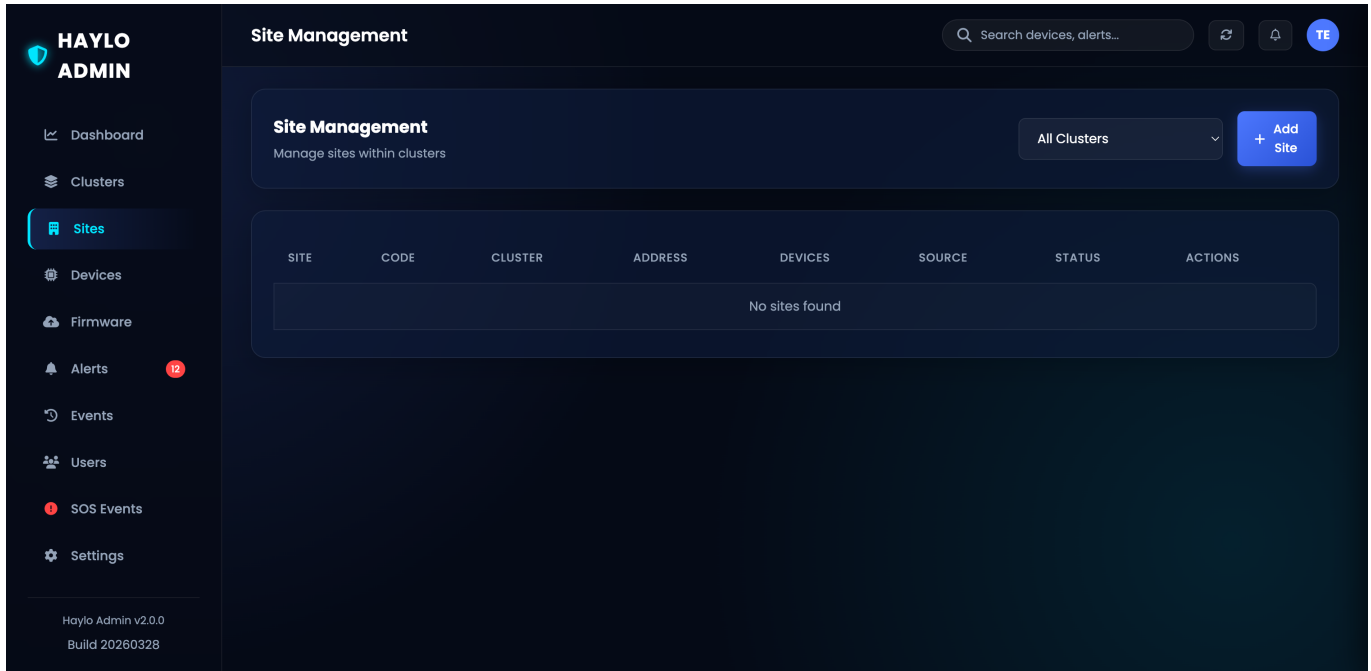 HAYLO
ADMIN
Dashboard
Clusters
Sites
Devices
Firmware
Alerts 12
Events
Users
SOS Events
Settings
Haylo Admin v2.0.0
Build 20260328
Site Management
Search devices, alerts...
TE
Site Management
Manage sites within clusters
All Clusters
+ Add
Site
SITE CODE CLUSTER ADDRESS DEVICES SOURCE STATUS ACTIONS
No sites found